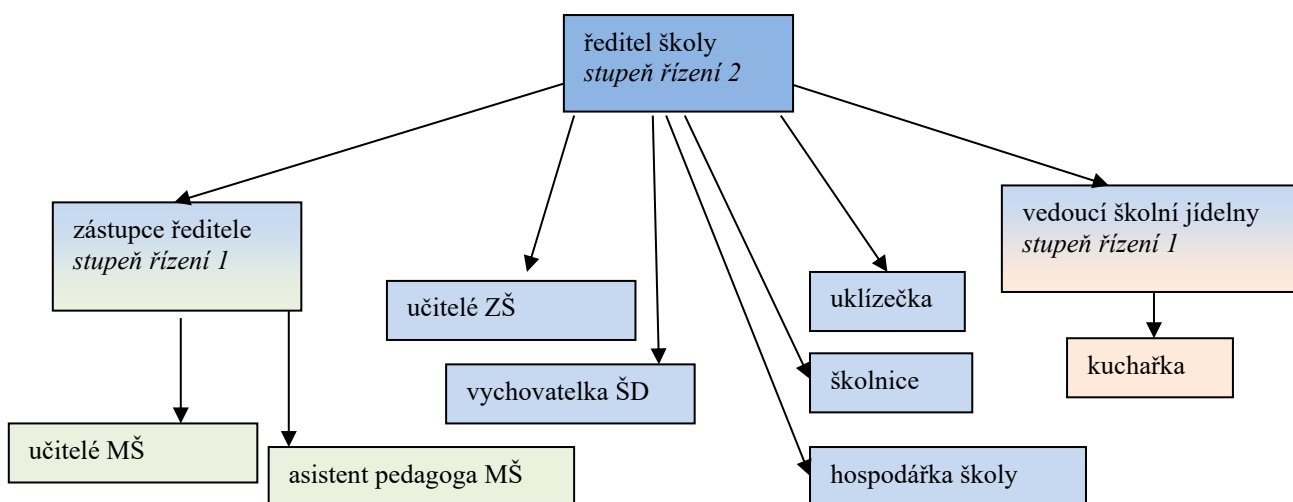 ředitel školy
stupeň řízení 2
zástupce ředitele
stupeň řízení 1
vedoucí školní jídelny
stupeň řízení 1
učitelé ZŠ
uklízečka
vychovatelka ŠD
školnice
kuchařka
učitelé MŠ
asistent pedagoga MŠ
hospodářka školy